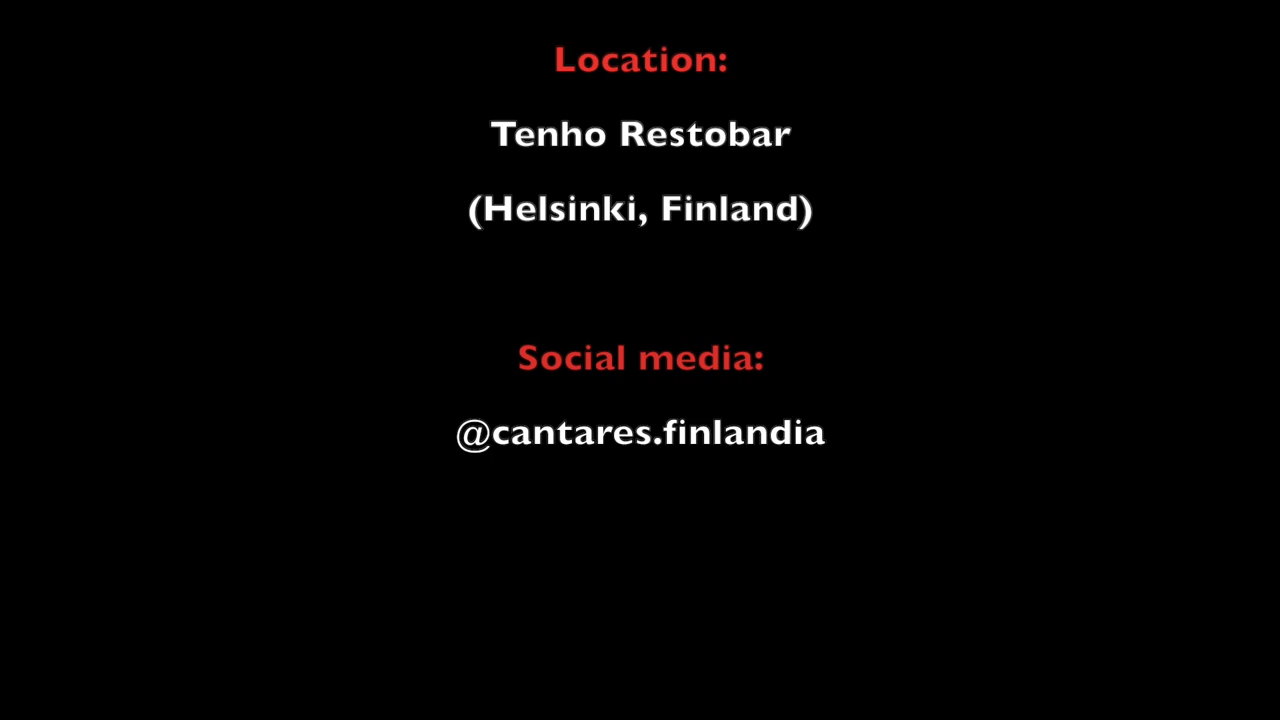 Location:
Tenho Restobar
(Helsinki, Finland)
Social media:
@cantares.finlandia